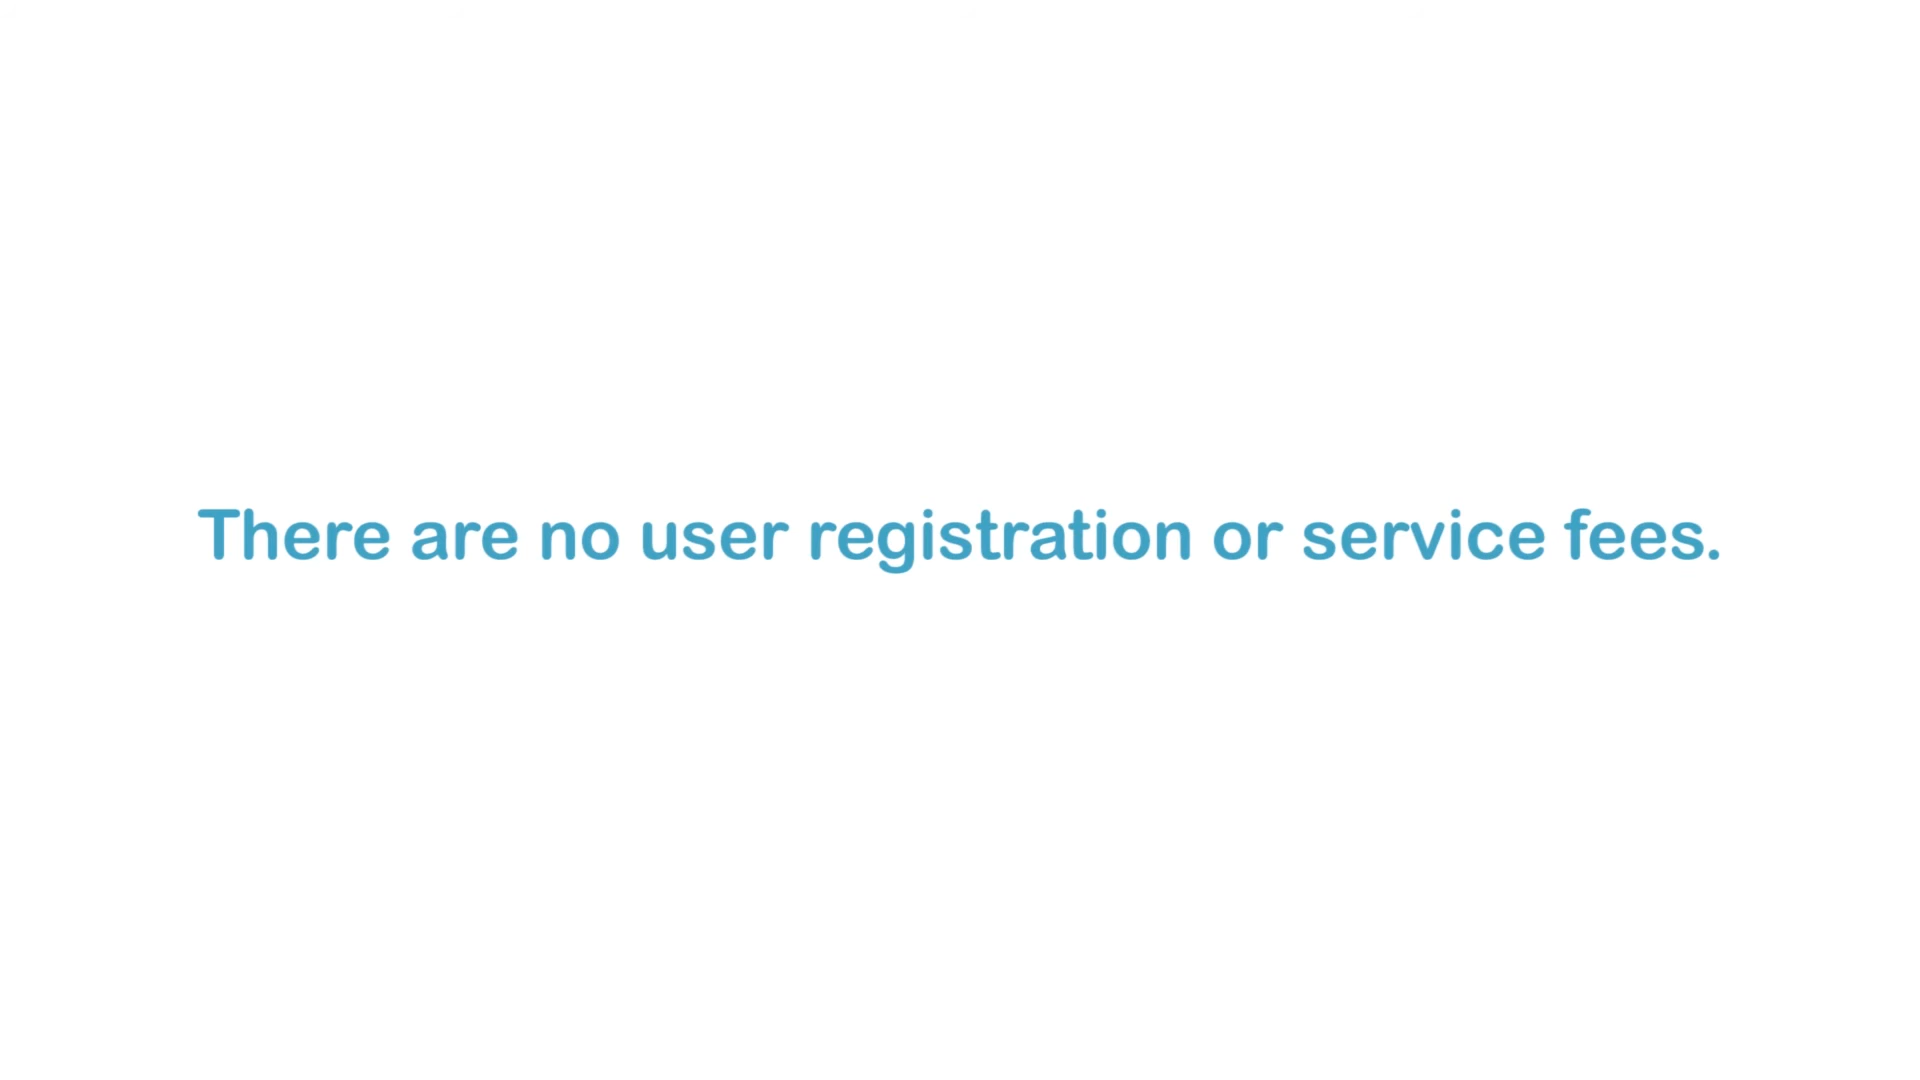 There are no user registration or service fees.